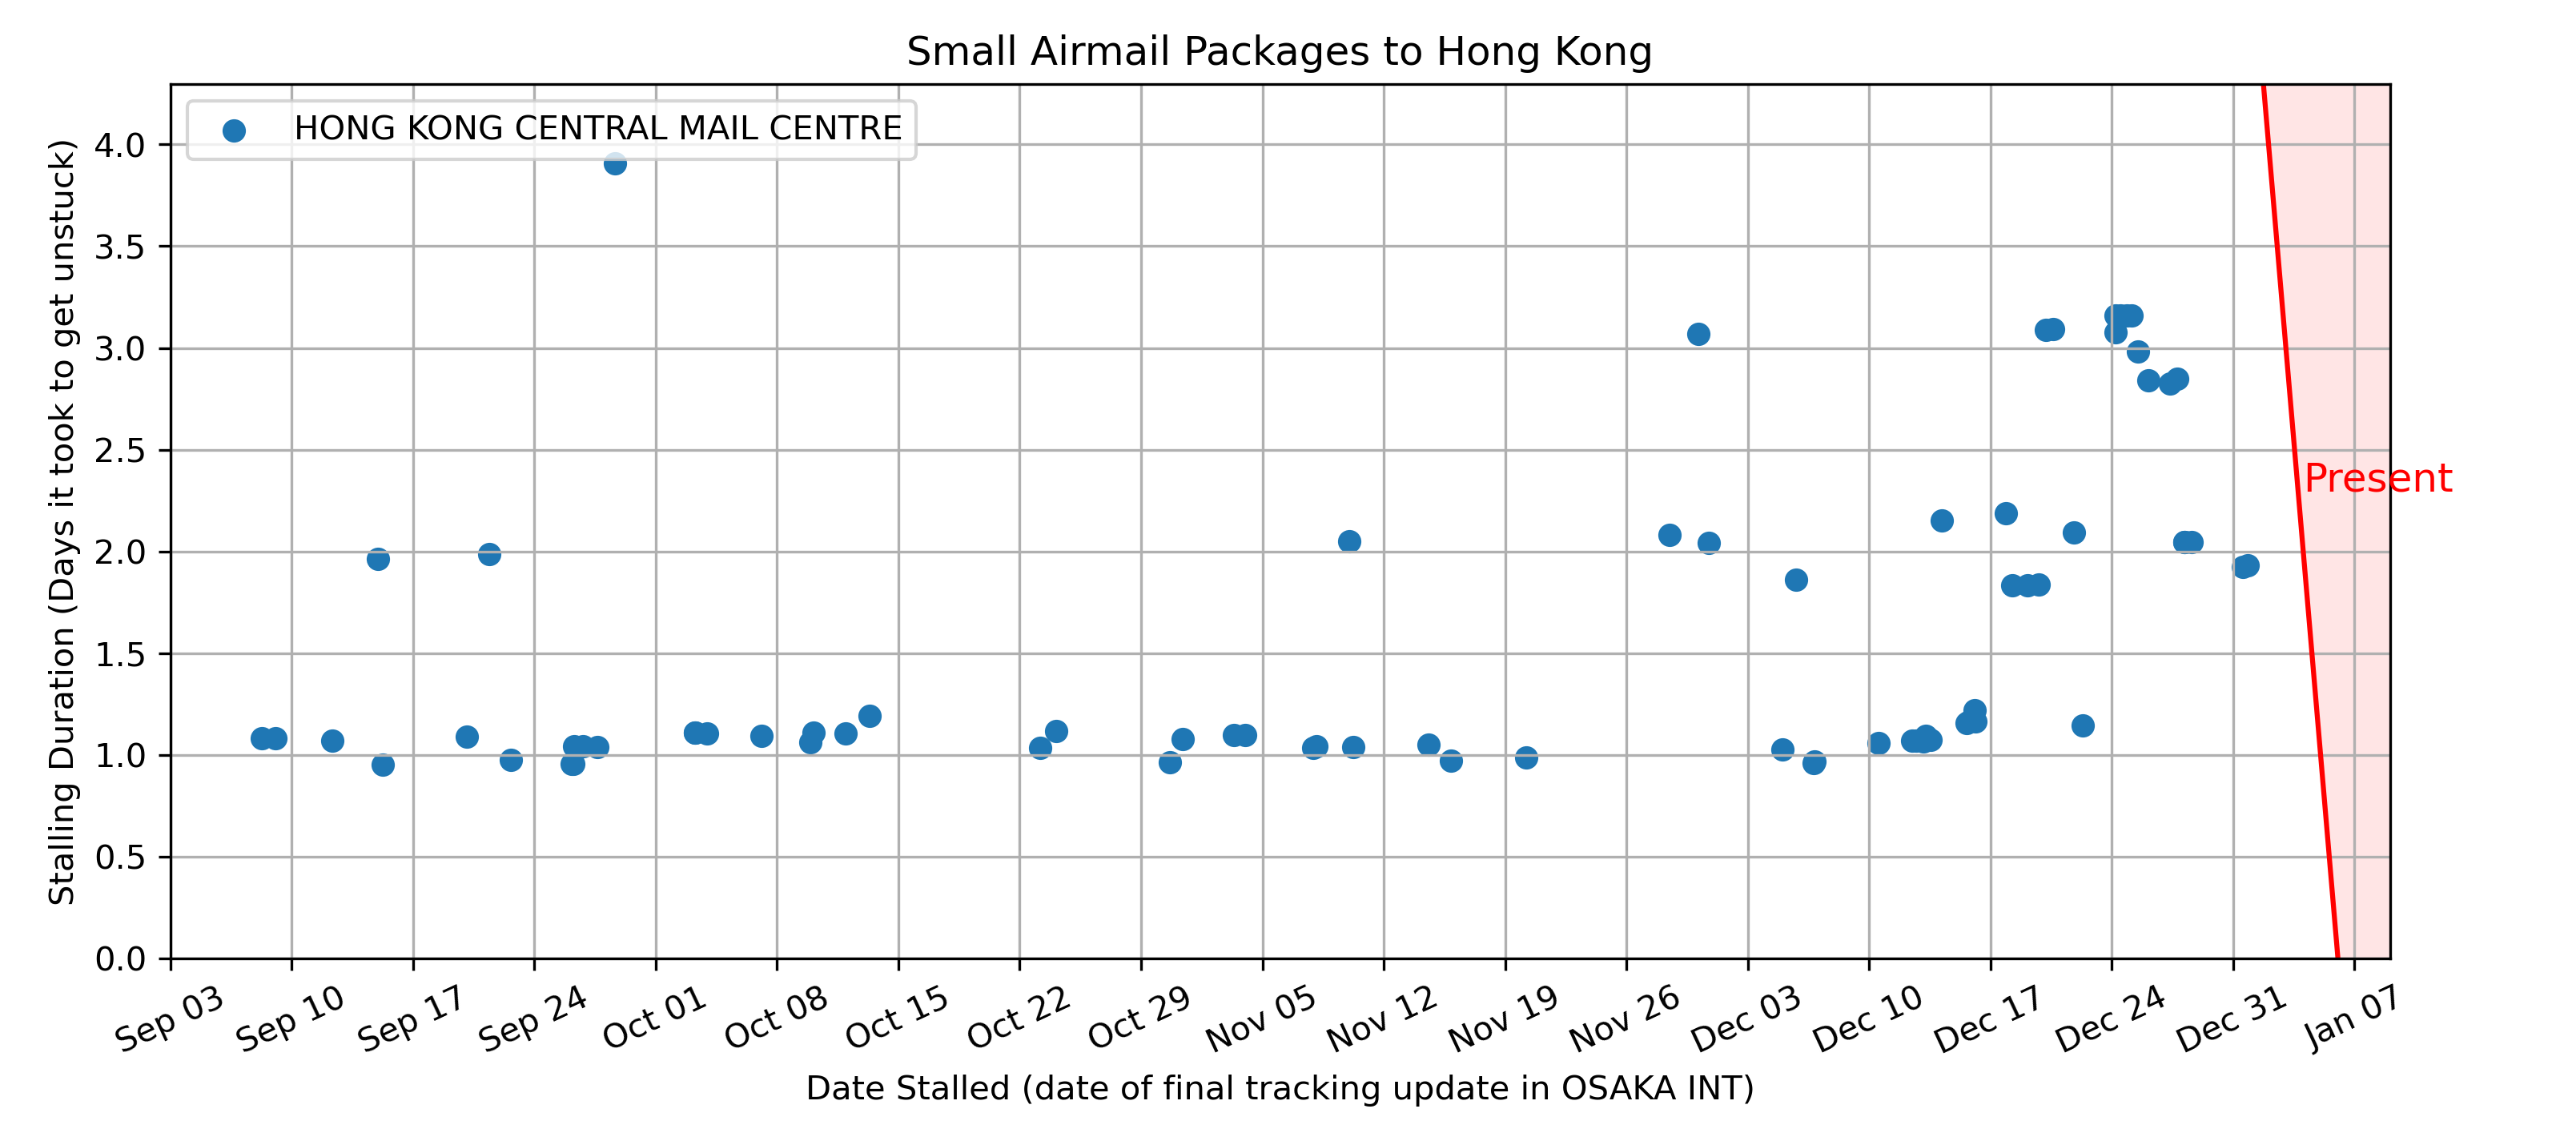 Small Airmail Packages to Hong Kong
HONG KONG CENTRAL MAIL CENTRE
Stalling Duration (Days it took to get unstuck)
4.0
3.5
3.0
2.5
2.0
1.5
1.0
0.5
0.0
Present
Sep 03
Sep 10
Sep 17
Sep 24
Oct 01
Oct 08
Oct 15
Oct 22
Oct 29
Nov 05
Nov 12
Nov 19
Nov 26
Dec 03
Dec 10
Dec 17
Dec 24
Dec 31
Jan 07
Date Stalled (date of final tracking update in OSAKA INT)